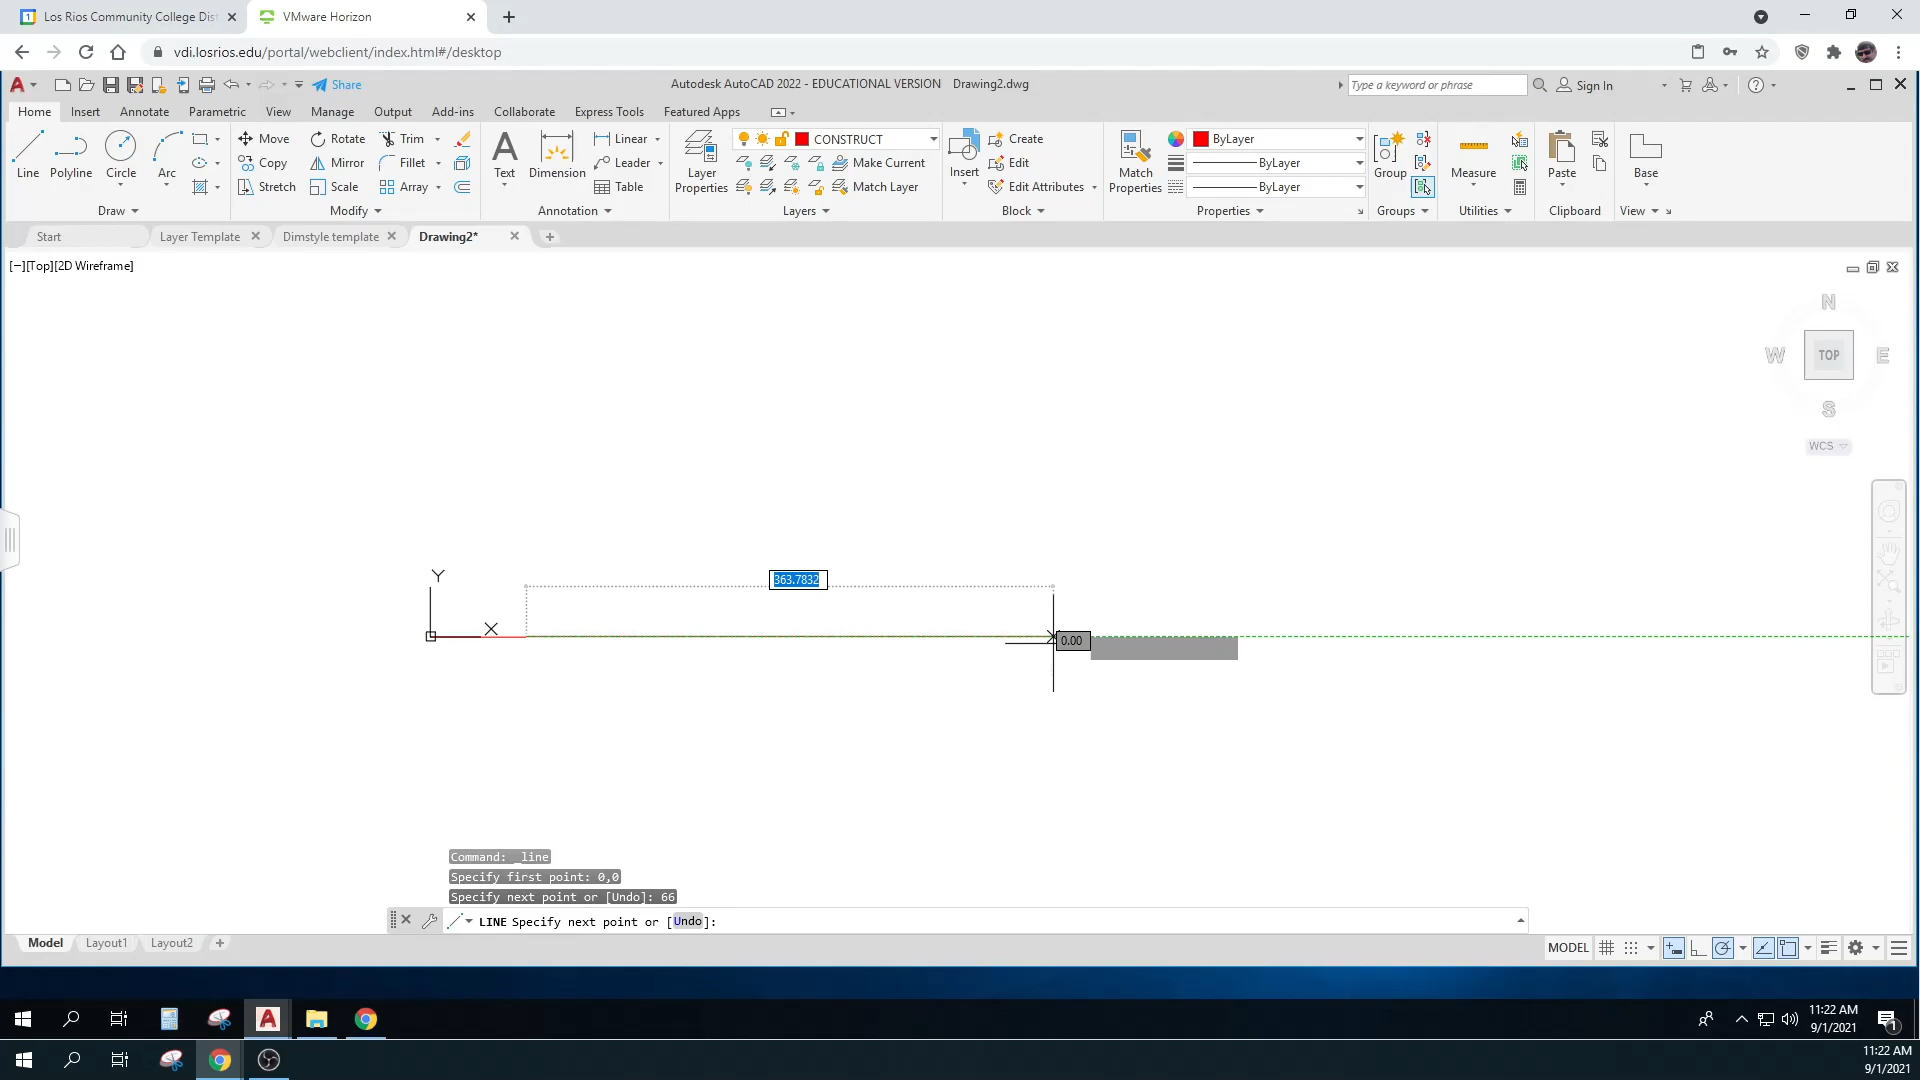 Los Rios Community College Dist
VMware Horizon
vdi.losrios.edu/portal/webclient/index.html#/desktop
Share
Autodesk AutoCAD 2022 - EDUCATIONAL VERSION Drawing2.dwg
Type a keyword or phrase
Sign In
Home Insert Annotate Parametric View Manage Output Add-ins Collaborate Express Tools Featured Apps
Line
Polyline
Circle
Arc
Move
Rotate
Trim
Copy
Mirror
Fillet
Stretch
Scale
Array
Text
Dimension
Linear
Leader
Table
Layer
Properties
CONSTRUCT
Make Current
Match Layer
Insert
Create
Edit
Edit Attributes
Match
Properties
ByLayer
ByLayer
ByLayer
Group
Measure
Paste
Base
Draw
Modify
Annotation
Layers
Block
Properties
Groups
Utilities
Clipboard
View
Start
Layer Template
Dimstyle template
Drawing2*
[−][Top][2D Wireframe]
N
W
TOP
E
S
WCS
Y
363.7832
X
0.00
Command: _line
Specify first point: 0,0
Specify next point or [Undo]: 66
LINE Specify next point or [Undo]:
Model
Layout1
Layout2
MODEL
11:22 AM
9/1/2021
1
11:22 AM
9/1/2021